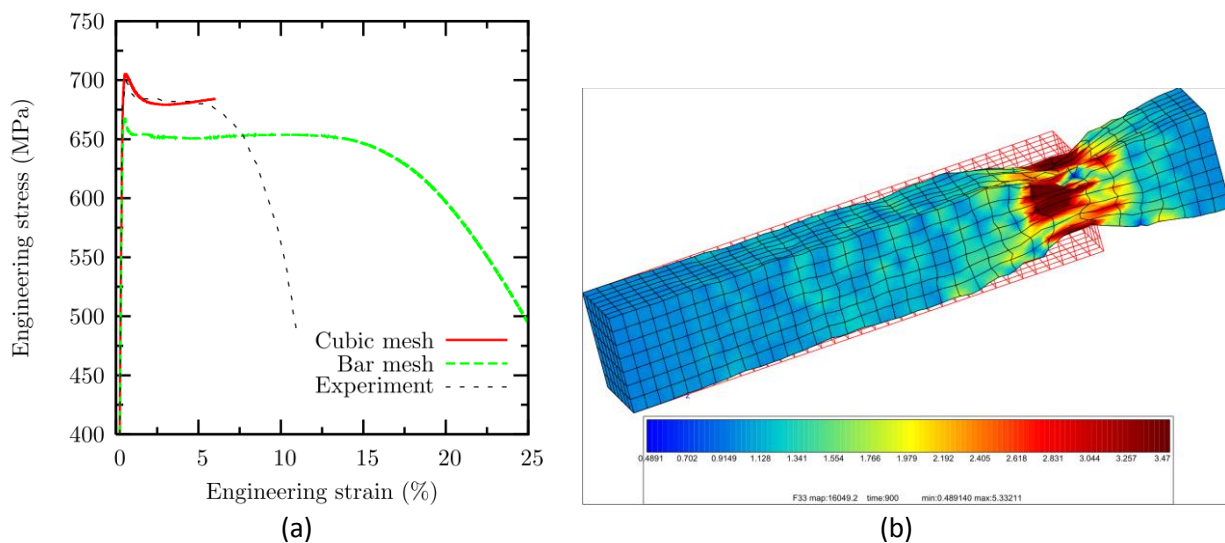 750
700
650
600
550
500
450
400
0
5
10
15
20
25
Engineering stress (MPa)
Engineering strain (%)
Cubic mesh
Bar mesh
Experiment
(a)
z
0.4891 0.702 0.9149 1.128 1.341 1.554 1.766 1.979 2.192 2.405 2.618 2.831 3.044 3.257 3.47
F33 map:16049.2 time:900 min:0.489140 max:5.33211
(b)